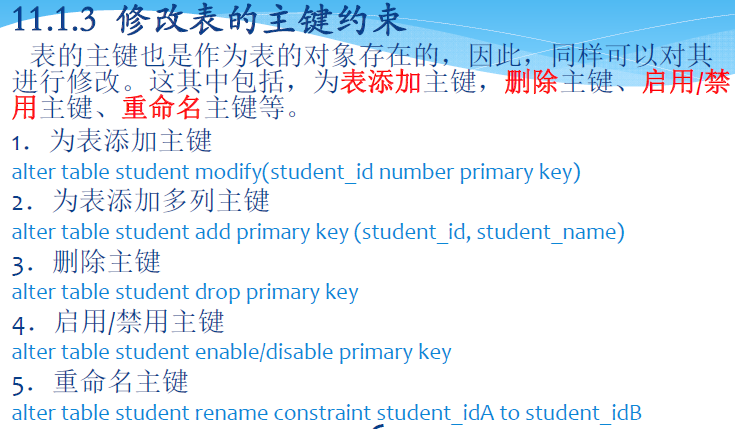 11.1.3 修改表的主键约束
表的主键也是作为表的对象存在的，因此，同样可以对其
进行修改。这其中包括，为表添加主键，删除主键、启用/禁
用主键、重命名主键等。
1．为表添加主键
alter table student modify(student_id number primary key)
2．为表添加多列主键
alter table student add primary key (student_id, student_name)
3．删除主键
alter table student drop primary key
4．启用/禁用主键
alter table student enable/disable primary key
5．重命名主键
alter table student rename constraint student_idA to student_idB